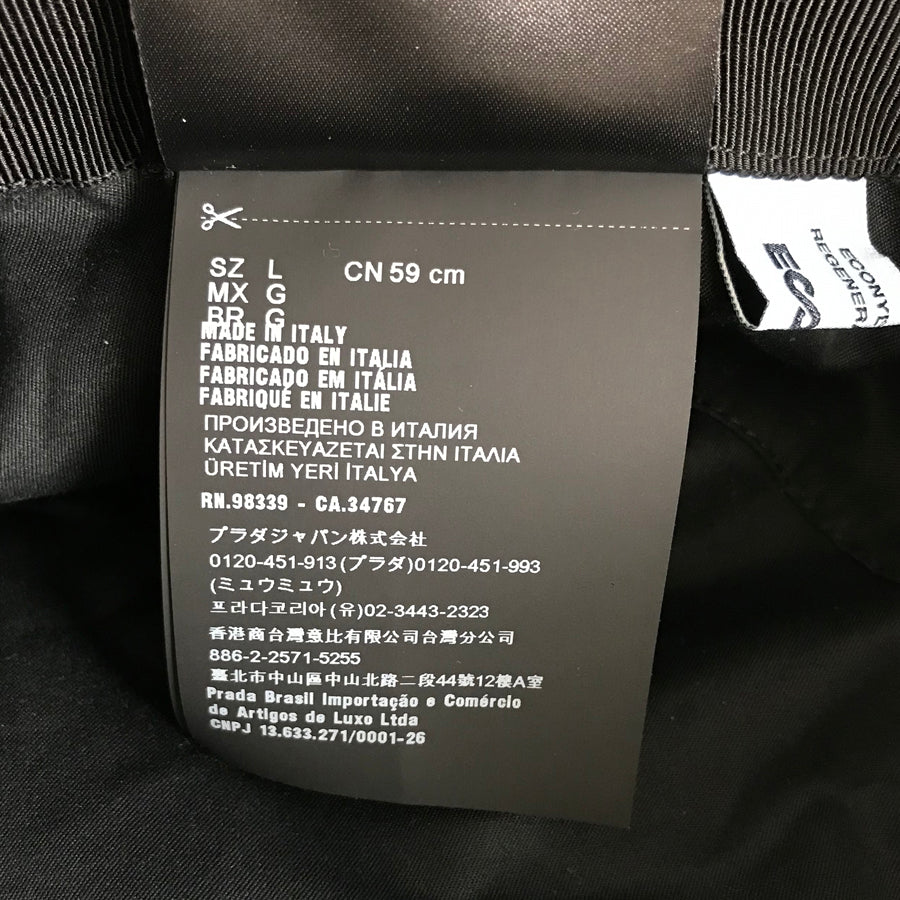 SZ L CN 59 cm
MX G
BR G
MADE IN ITALY
FABRICADO EN ITALIA
FABRICADO EM ITÁLIA
FABRIQUÉ EN ITALIE
ПРОИЗВЕДЕНО В ИТАЛИЯ
ΚΑΤΑΣΚΕΥΑΖΕΤΑΙ ΣΤΗΝ ΙΤΑΛΙΑ
ÜRETİM YERİ İTALYA
RN.98339 - CA.34767
プラダジャパン株式会社
0120-451-913(プラダ)0120-451-993
(ミュウミュウ)
프라다코리아(유)02-3443-2323
香港商台灣意比有限公司台灣分公司
886-2-2571-5255
臺北市中山區中山北路二段44號12樓A室
Prada Brasil Importação e Comércio
de Artigos de Luxo Ltda
CNPJ 13.633.271/0001-26